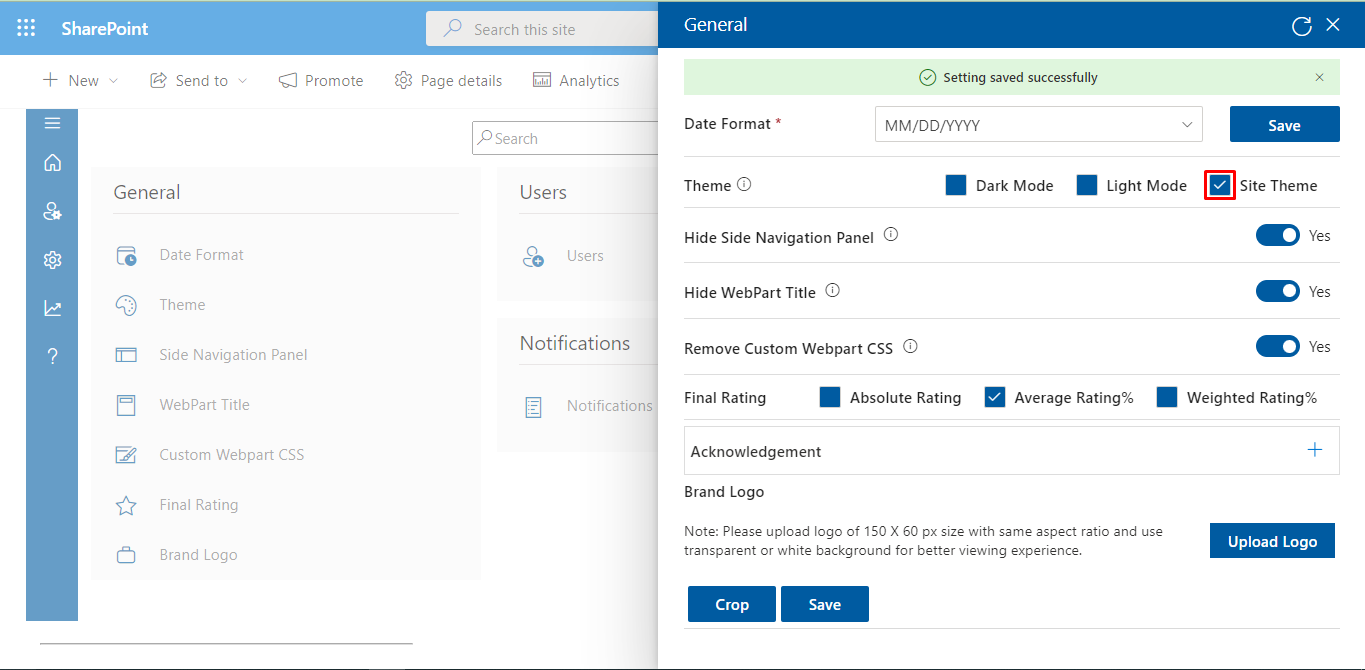 SharePoint
Search this site
New
Send to
Promote
Page details
Analytics
Search
General
Date Format
Theme
Side Navigation Panel
WebPart Title
Custom Webpart CSS
Final Rating
Brand Logo
Users
Users
Notifications
Notifications
General
Setting saved successfully
Date Format *
MM/DD/YYYY
Save
Theme
Dark Mode
Light Mode
Site Theme
Hide Side Navigation Panel
Yes
Hide WebPart Title
Yes
Remove Custom Webpart CSS
Yes
Final Rating
Absolute Rating
Average Rating%
Weighted Rating%
Acknowledgement
Brand Logo
Note: Please upload logo of 150 X 60 px size with same aspect ratio and use
transparent or white background for better viewing experience.
Upload Logo
Crop
Save